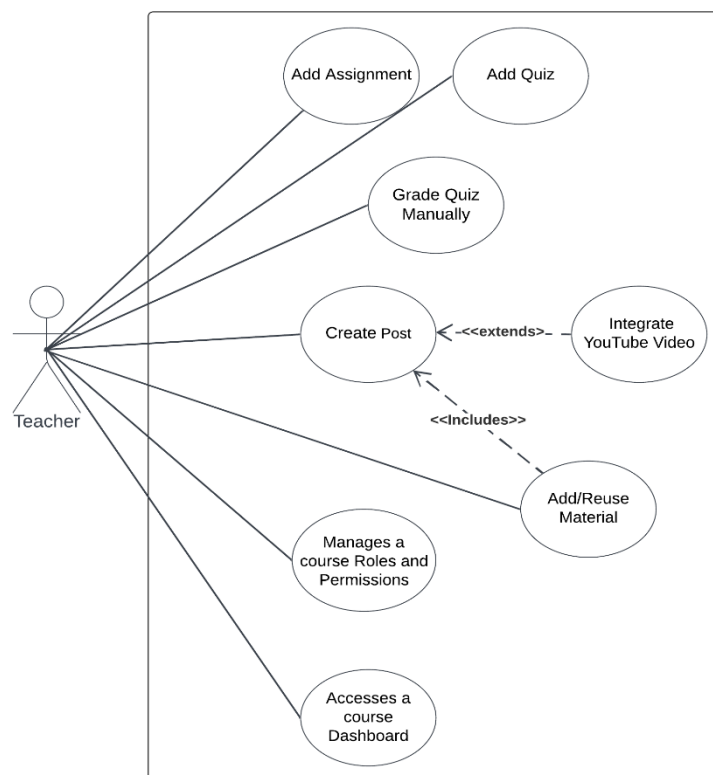 Add Assignment
Add Quiz
Grade Quiz
Manually
Create Post
<<extends>
Integrate
YouTube Video
Teacher
<<Includes>>
Add/Reuse
Material
Manages a
course Roles and
Permissions
Accesses a
course
Dashboard